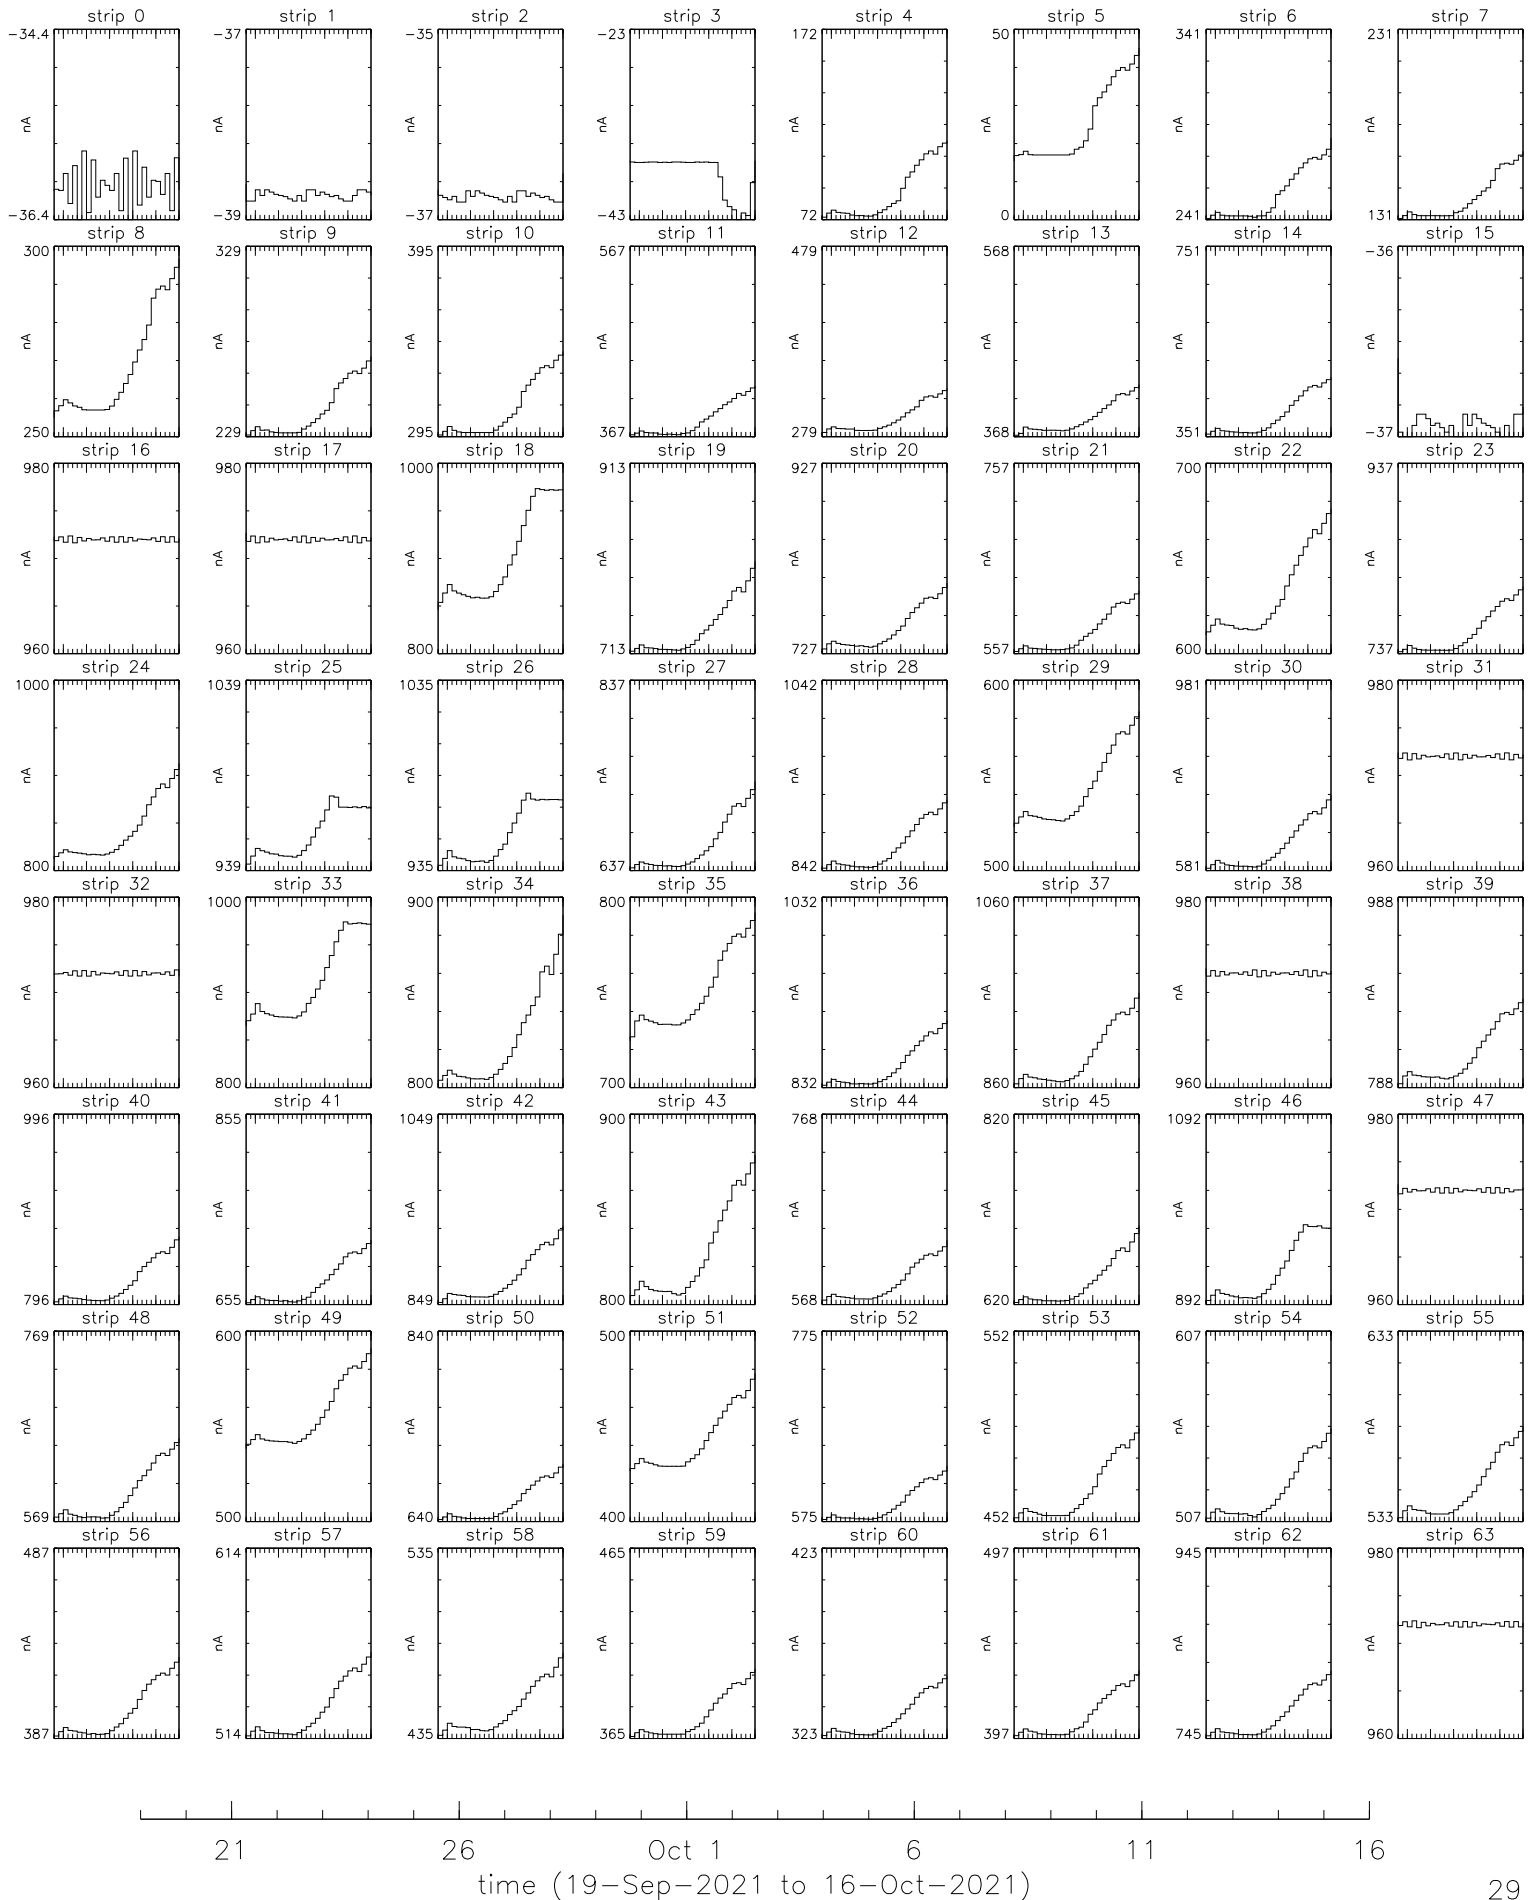 strip 0 strip 1 strip 2 strip 3 strip 4 strip 5 strip 6 strip 7
-34.4 -37 -35 -23 172 50 341 231
nA nA nA nA nA nA nA nA
-36.4 -39 -37 -43 72 0 241 131
strip 8 strip 9 strip 10 strip 11 strip 12 strip 13 strip 14 strip 15
300 329 395 567 479 568 751 -36
nA nA nA nA nA nA nA nA
250 229 295 367 279 368 351 -37
strip 16 strip 17 strip 18 strip 19 strip 20 strip 21 strip 22 strip 23
980 980 1000 913 927 757 700 937
nA nA nA nA nA nA nA nA
960 960 800 713 727 557 600 737
strip 24 strip 25 strip 26 strip 27 strip 28 strip 29 strip 30 strip 31
1000 1039 1035 837 1042 600 981 980
nA nA nA nA nA nA nA nA
800 939 935 637 842 500 581 960
strip 32 strip 33 strip 34 strip 35 strip 36 strip 37 strip 38 strip 39
980 1000 900 800 1032 1060 980 988
nA nA nA nA nA nA nA nA
960 800 800 700 832 860 960 788
strip 40 strip 41 strip 42 strip 43 strip 44 strip 45 strip 46 strip 47
996 855 1049 900 768 820 1092 980
nA nA nA nA nA nA nA nA
796 655 849 800 568 620 892 960
strip 48 strip 49 strip 50 strip 51 strip 52 strip 53 strip 54 strip 55
769 600 840 500 775 552 607 633
nA nA nA nA nA nA nA nA
569 500 640 400 575 452 507 533
strip 56 strip 57 strip 58 strip 59 strip 60 strip 61 strip 62 strip 63
487 614 535 465 423 497 945 980
nA nA nA nA nA nA nA nA
387 514 435 365 323 397 745 960
21 26 Oct 1 6 11 16
time (19-Sep-2021 to 16-Oct-2021)
29